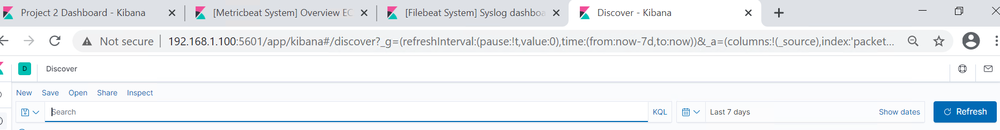 Project 2 Dashboard - Kibana
[Metricbeat System] Overview EC
[Filebeat System] Syslog dashboa
Discover - Kibana
Not secure 192.168.1.100:5601/app/kibana#/discover?_g=(refreshInterval:(pause:!t,value:0),time:(from:now-7d,to:now))&_a=(columns:!(_source),index:'packet...
D Discover
New Save Open Share Inspect
Search KQL Last 7 days Show dates Refresh